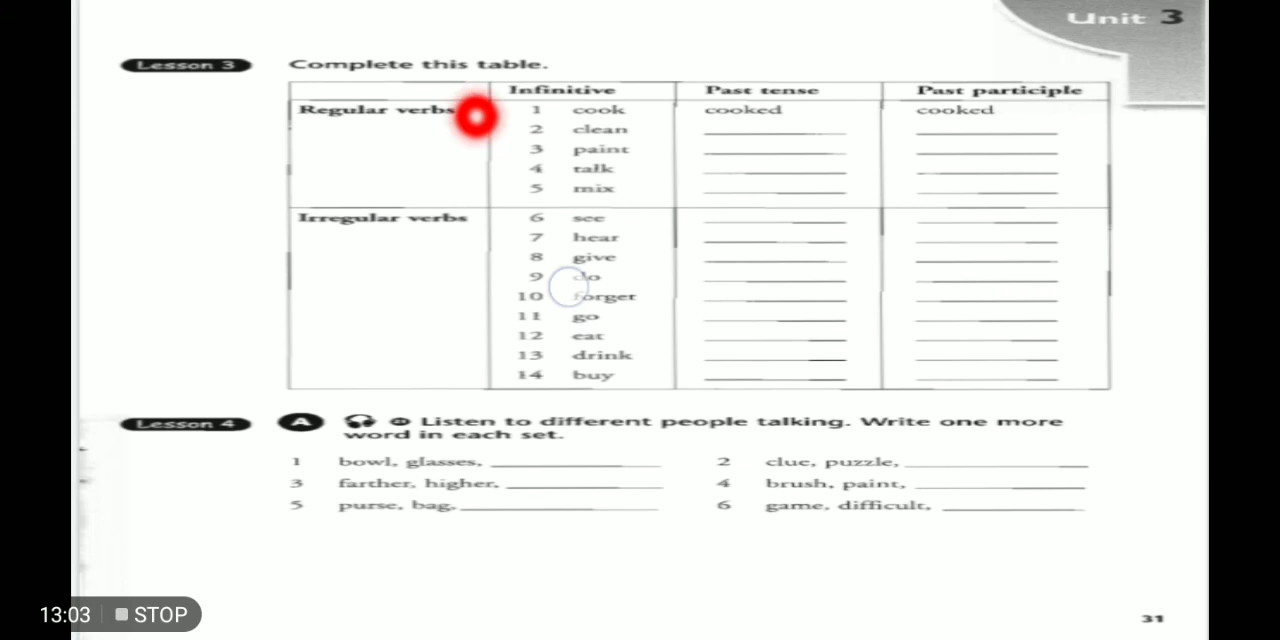 Unit 3
Lesson 3 Complete this table.
Infinitive Past tense Past participle
Regular verbs 1 cook cooked cooked
2 clean
3 paint
4 talk
5 mix
Irregular verbs 6 see
7 hear
8 give
9 do
10 forget
11 go
12 eat
13 drink
14 buy
Lesson 4 A Listen to different people talking. Write one more
word in each set.
1 bowl, glasses, 2 clue, puzzle,
3 farther, higher, 4 brush, paint,
5 purse, bag, 6 game, difficult,
13:03 STOP
31